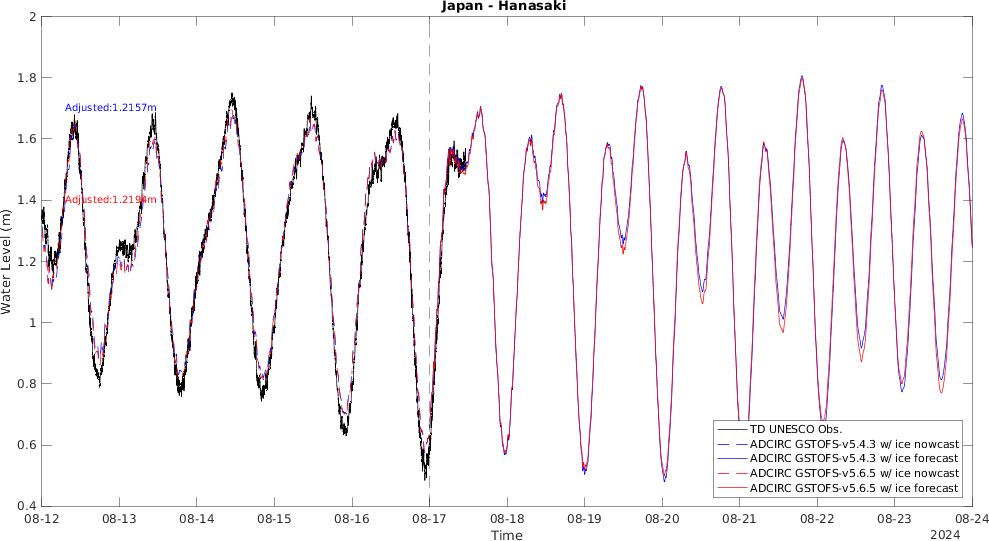 Japan - Hanasaki
2
1.8
1.6
1.4
1.2
1
0.8
0.6
0.4
Water Level (m)
Adjusted:1.2157m
Adjusted:1.2194m
TD UNESCO Obs.
ADCIRC GSTOFS-v5.4.3 w/ ice nowcast
ADCIRC GSTOFS-v5.4.3 w/ ice forecast
ADCIRC GSTOFS-v5.6.5 w/ ice nowcast
ADCIRC GSTOFS-v5.6.5 w/ ice forecast
08-12 08-13 08-14 08-15 08-16 08-17 08-18 08-19 08-20 08-21 08-22 08-23 08-24
Time
2024